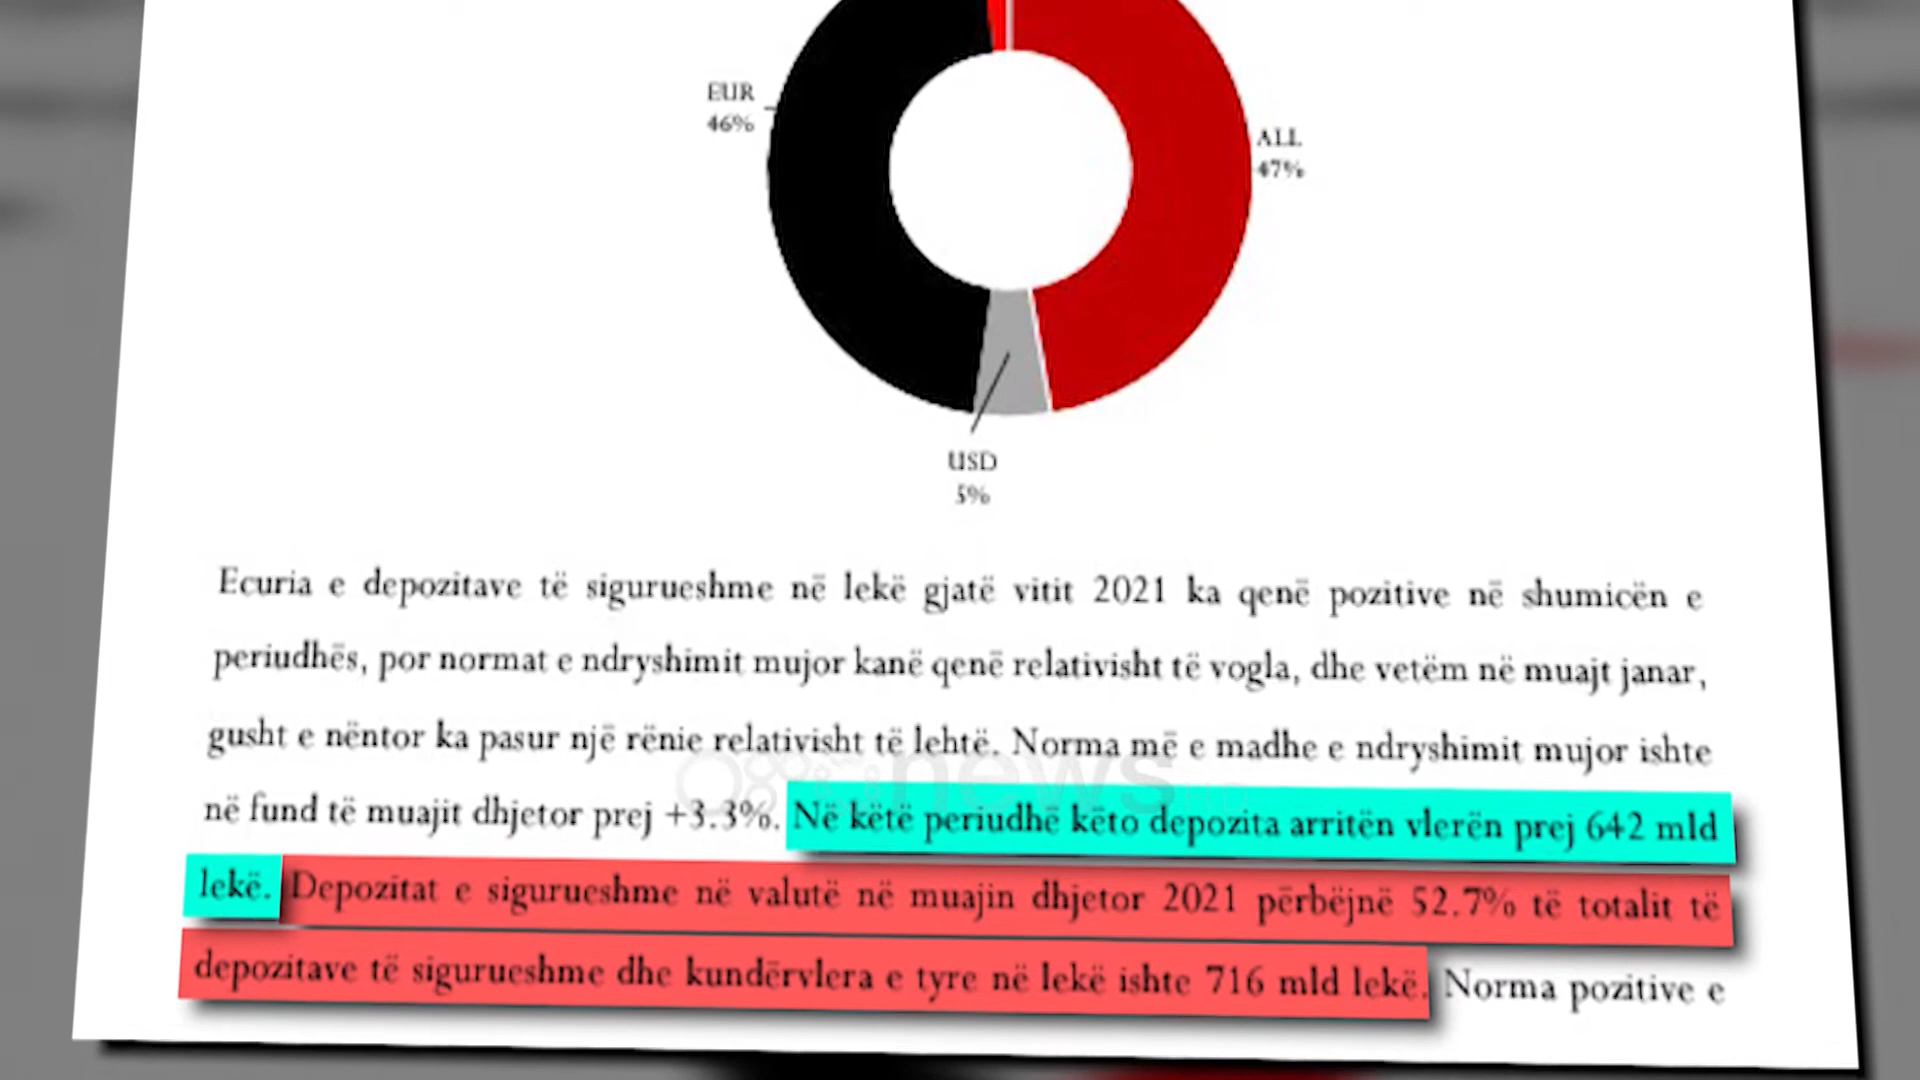 EUR
46%
ALL
47%
USD
5%
Ecuria e depozitave të sigurueshme në lekë gjatë vitit 2021 ka qenë pozitive në shumicën e
periudhës, por normat e ndryshimit mujor kanë qenë relativisht të vogla, dhe vetëm në muajt janar,
gusht e nëntor ka pasur një rënie relativisht të lehtë. Norma më e madhe e ndryshimit mujor ishte
news
në fund të muajit dhjetor prej +3.3%. Në këtë periudhë këto depozita arritën vlerën prej 642 mld
lekë. Depozitat e sigurueshme në valutë në muajin dhjetor 2021 përbëjnë 52.7% të totalit të
depozitave të sigurueshme dhe kundërvlera e tyre në lekë ishte 716 mld lekë. Norma pozitive e